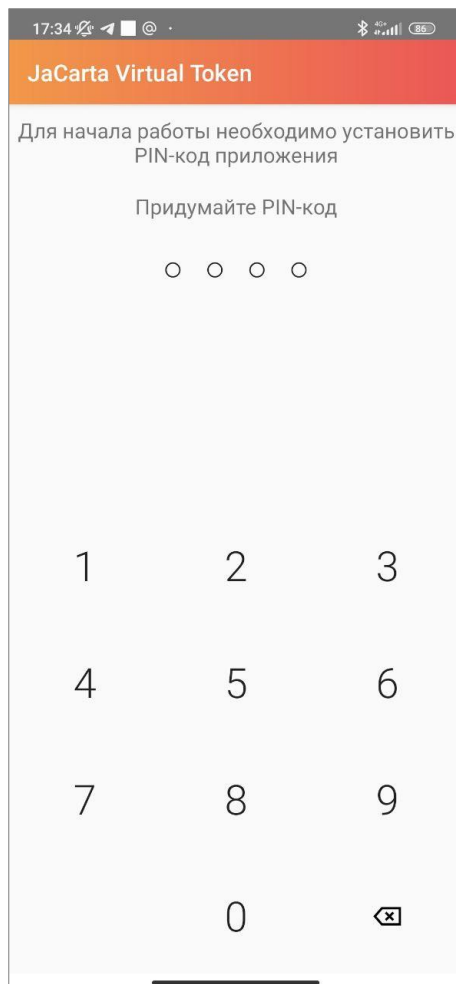 17:34 @ · 4G+ 86
JaCarta Virtual Token
Для начала работы необходимо установить
PIN-код приложения
Придумайте PIN-код
1 2 3
4 5 6
7 8 9
0